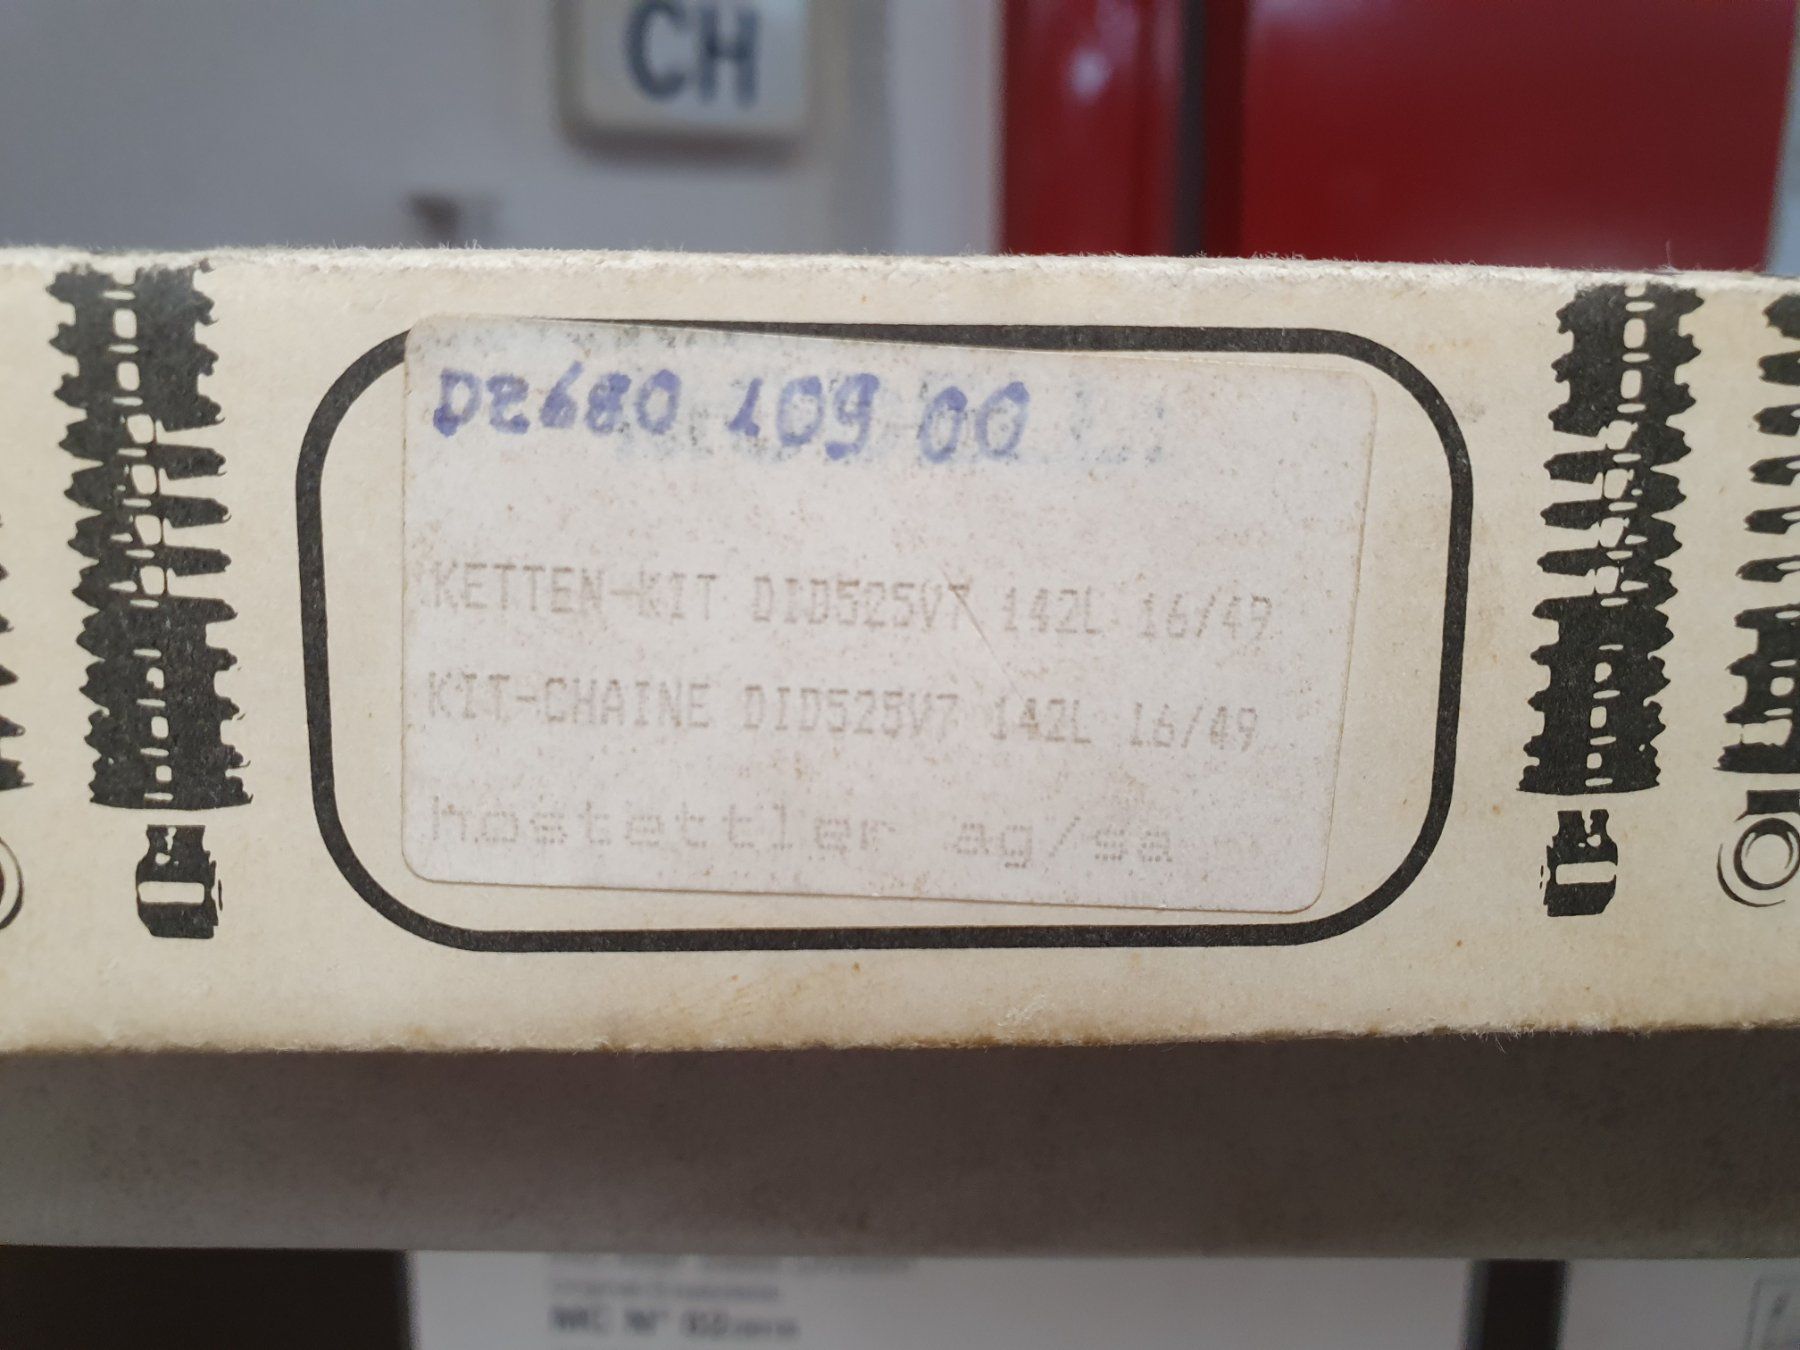 CH
DZ680 109 00
KETTEN-KIT DID525V7 142L 16/49
KIT-CHAINE DID525V7 142L 16/49
hostettler ag/sa
MC N°